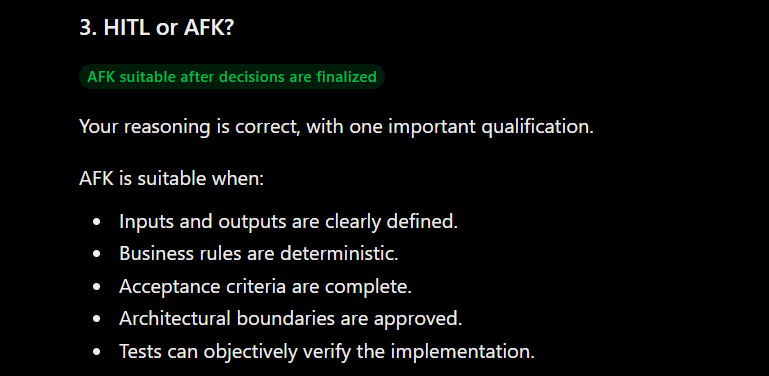 3. HITL or AFK?
AFK suitable after decisions are finalized
Your reasoning is correct, with one important qualification.
AFK is suitable when:
• Inputs and outputs are clearly defined.
• Business rules are deterministic.
• Acceptance criteria are complete.
• Architectural boundaries are approved.
• Tests can objectively verify the implementation.